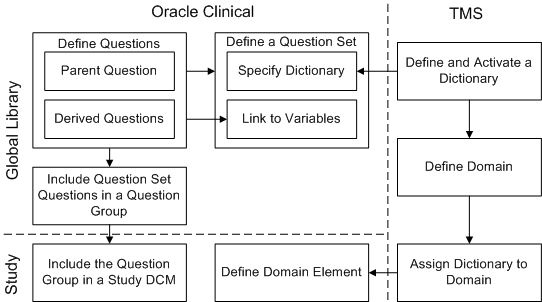 Oracle Clinical
TMS
Global Library
Define Questions
Parent Question
Derived Questions
Define a Question Set
Specify Dictionary
Link to Variables
Define and Activate a
Dictionary
Include Question Set
Questions in a Question
Group
Define Domain
Study
Include the Question
Group in a Study DCM
Define Domain Element
Assign Dictionary to
Domain